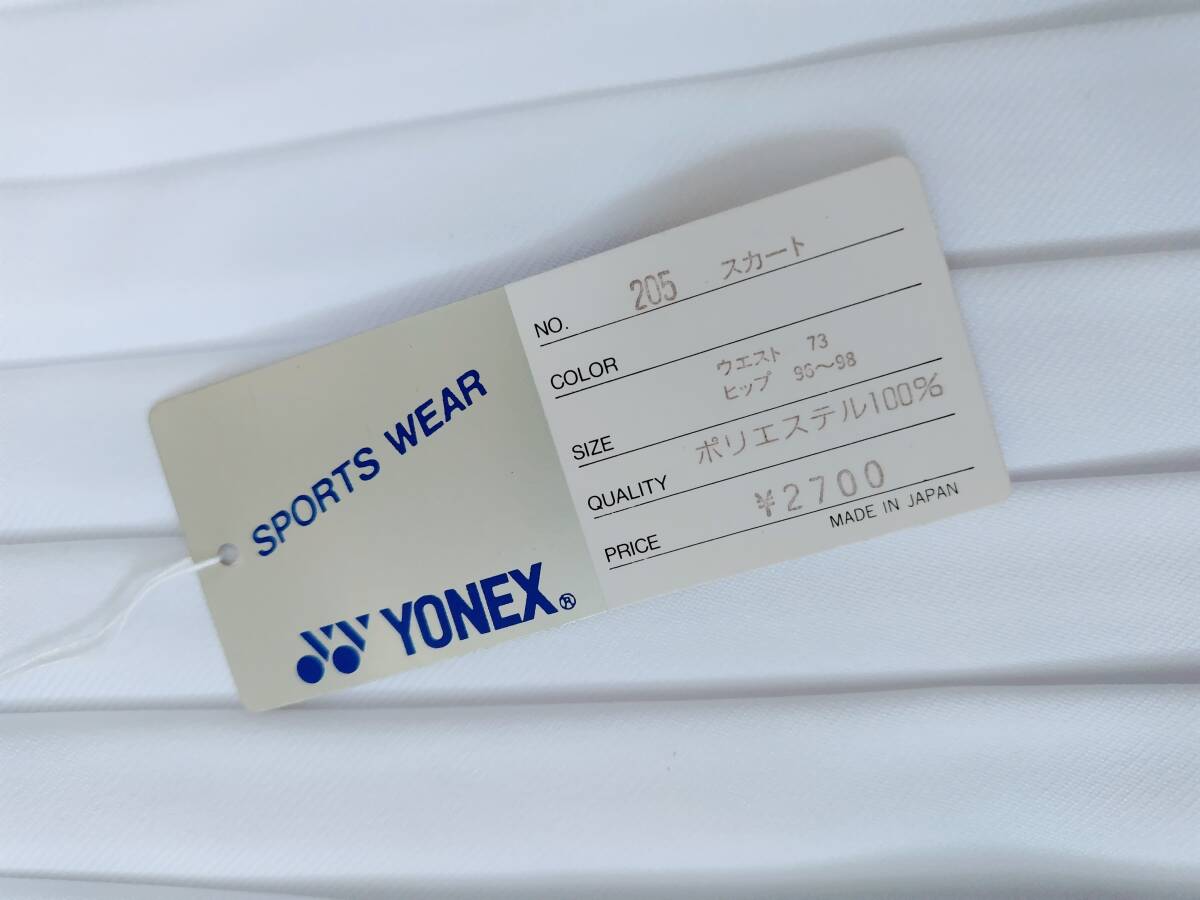 SPORTS WEAR
YONEX®
NO. 205 スカート
COLOR
SIZE ウエスト 73
ヒップ 96〜98
QUALITY ポリエステル100%
PRICE ¥2700
MADE IN JAPAN